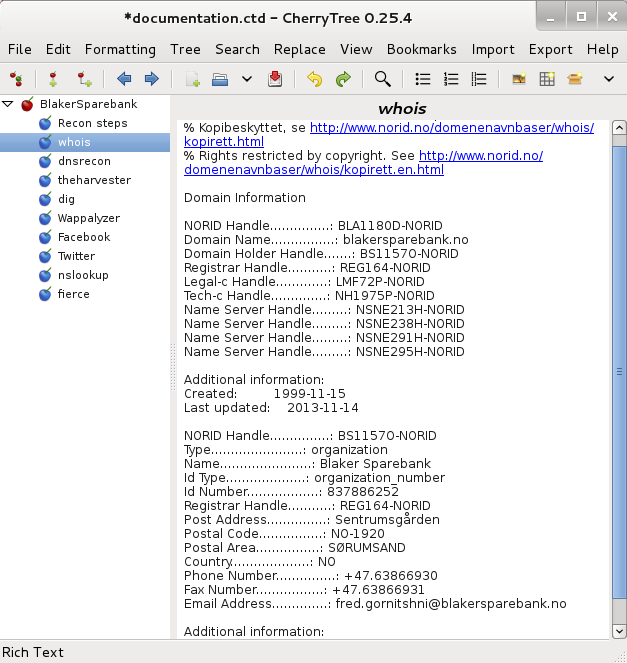 *documentation.ctd – CherryTree 0.25.4
File Edit Formatting Tree Search Replace View Bookmarks Import Export Help
BlakerSparebank
Recon steps
whois
dnsrecon
theharvester
dig
Wappalyzer
Facebook
Twitter
nslookup
fierce
whois
% Kopibeskyttet, se http://www.norid.no/domenenavnbaser/whois/
kopirett.html
% Rights restricted by copyright. See http://www.norid.no/
domenenavnbaser/whois/kopirett.en.html
Domain Information
NORID Handle...............: BLA1180D-NORID
Domain Name................: blakersparebank.no
Domain Holder Handle.......: BS1157O-NORID
Registrar Handle...........: REG164-NORID
Legal-c Handle.............: LMF72P-NORID
Tech-c Handle..............: NH1975P-NORID
Name Server Handle.........: NSNE213H-NORID
Name Server Handle.........: NSNE238H-NORID
Name Server Handle.........: NSNE291H-NORID
Name Server Handle.........: NSNE295H-NORID
Additional information:
Created:         1999-11-15
Last updated:    2013-11-14
NORID Handle...............: BS1157O-NORID
Type.......................: organization
Name.......................: Blaker Sparebank
Id Type....................: organization_number
Id Number..................: 837886252
Registrar Handle...........: REG164-NORID
Post Address...............: Sentrumsgården
Postal Code................: NO-1920
Postal Area................: SØRUMSAND
Country....................: NO
Phone Number...............: +47.63866930
Fax Number.................: +47.63866931
Email Address..............: fred.gornitshni@blakersparebank.no
Additional information:
Rich Text